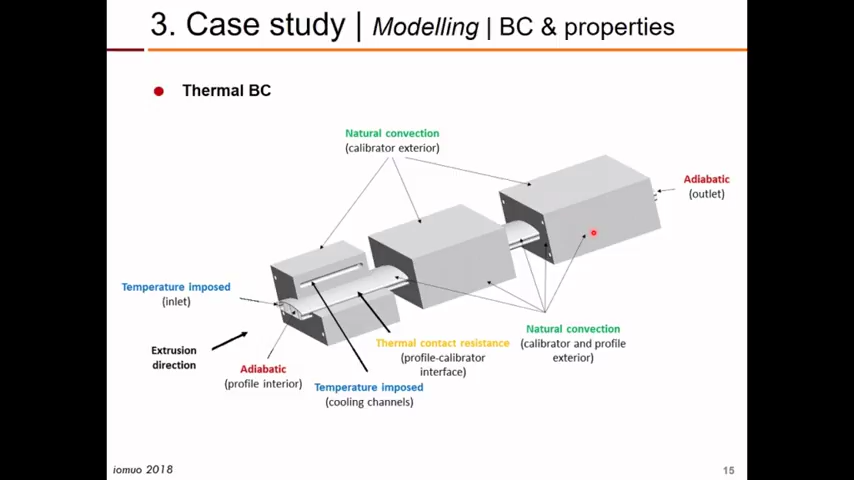 3. Case study | Modelling | BC & properties
Thermal BC
Natural convection
(calibrator exterior)
Adiabatic
(outlet)
Temperature imposed
(inlet)
Extrusion
direction
Adiabatic
(profile interior)
Thermal contact resistance
(profile-calibrator
interface)
Temperature imposed
(cooling channels)
Natural convection
(calibrator and profile
exterior)
iomuo 2018
15